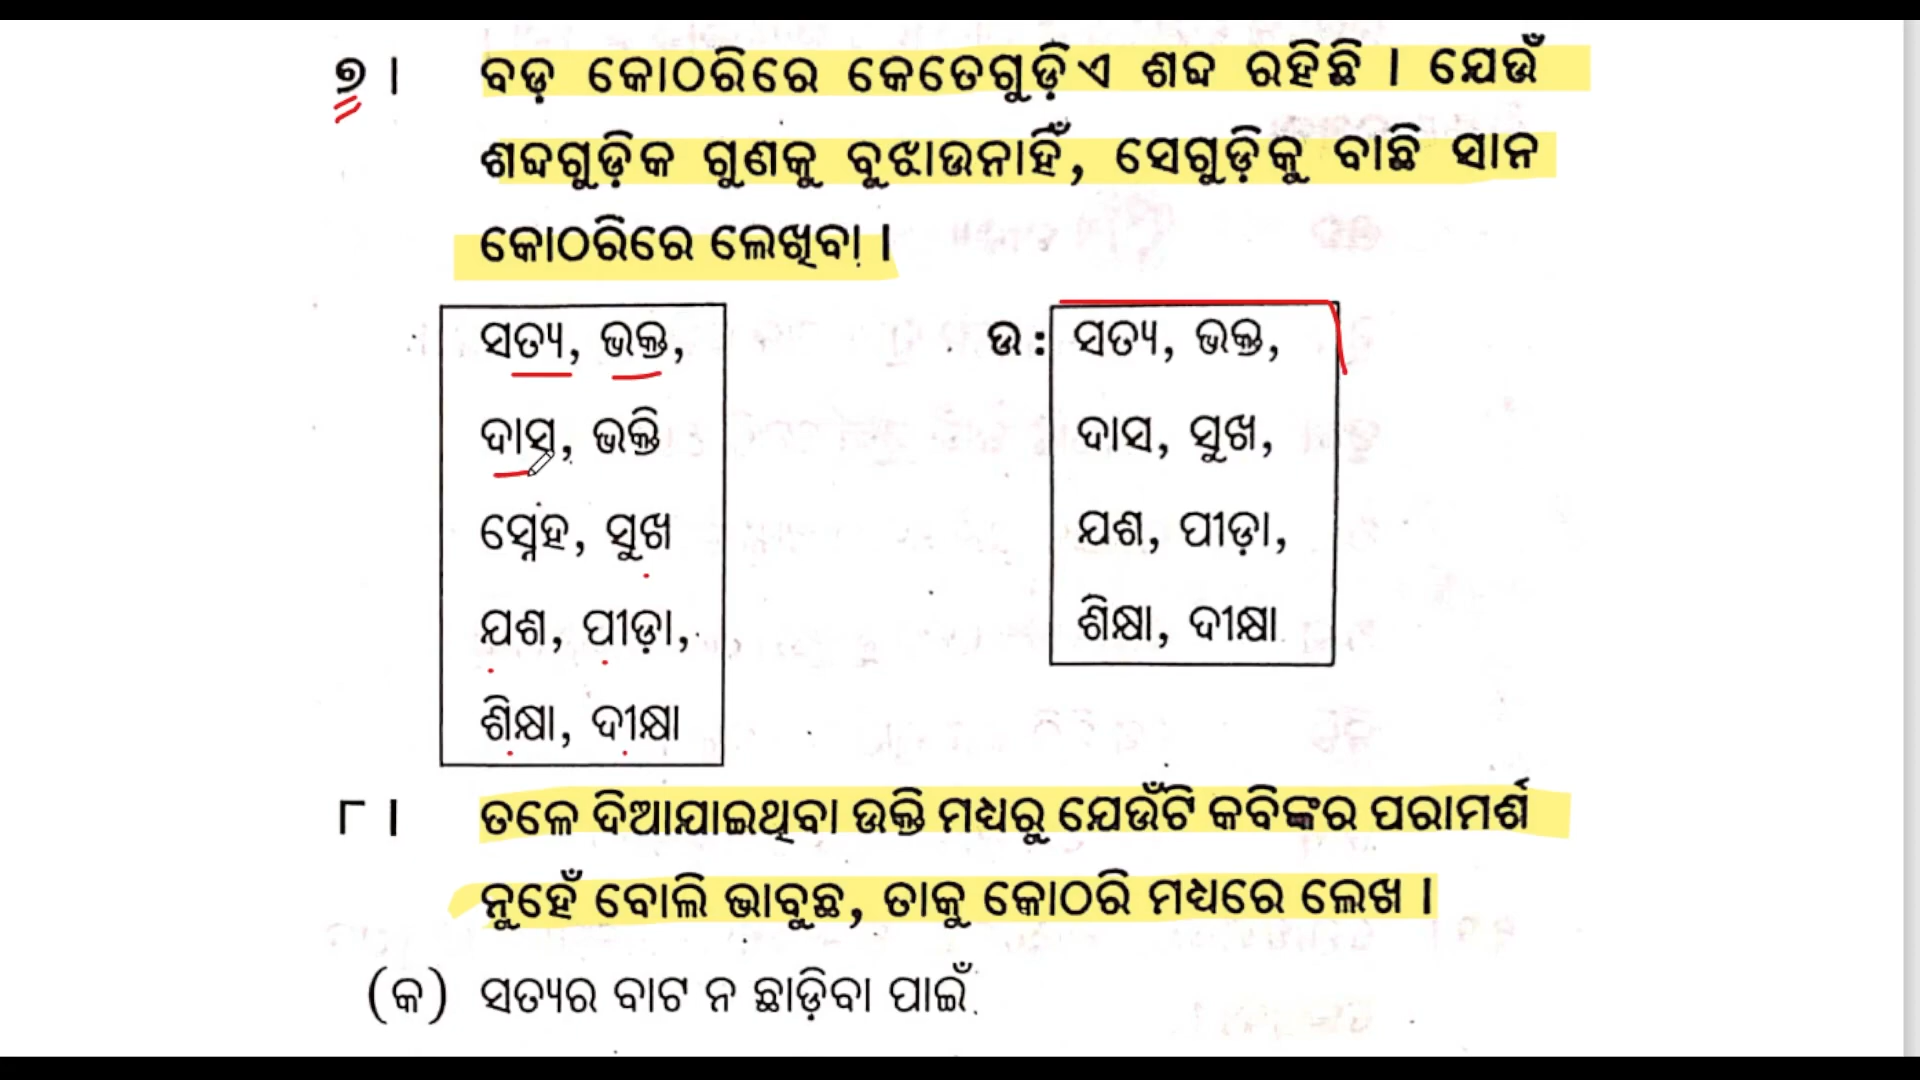 ୭ । ବଡ଼ କୋଠରିରେ କେତେଗୁଡ଼ିଏ ଶବ୍ଦ ରହିଛି । ଯେଉଁ
ଶବ୍ଦଗୁଡ଼ିକ ଗୁଣକୁ ବୁଝାଉନାହିଁ, ସେଗୁଡ଼ିକୁ ବାଛି ସାନ
କୋଠରିରେ ଲେଖିବା ।
ସତ୍ୟ, ଭକ୍ତ,
ଦାସ, ଭକ୍ତି
ସ୍ନେହ, ସୁଖ
ଯଶ, ପୀଡ଼ା,
ଶିକ୍ଷା, ଦୀକ୍ଷା
ଉ : ସତ୍ୟ, ଭକ୍ତ,
ଦାସ, ସୁଖ,
ଯଶ, ପୀଡ଼ା,
ଶିକ୍ଷା, ଦୀକ୍ଷା
୮ । ତଳେ ଦିଆଯାଇଥିବା ଉକ୍ତି ମଧ୍ୟରୁ ଯେଉଁଟି କବିଙ୍କର ପରାମର୍ଶ
ନୁହେଁ ବୋଲି ଭାବୁଛ, ତାକୁ କୋଠରି ମଧ୍ୟରେ ଲେଖ ।
(କ) ସତ୍ୟର ବାଟ ନ ଛାଡ଼ିବା ପାଇଁ